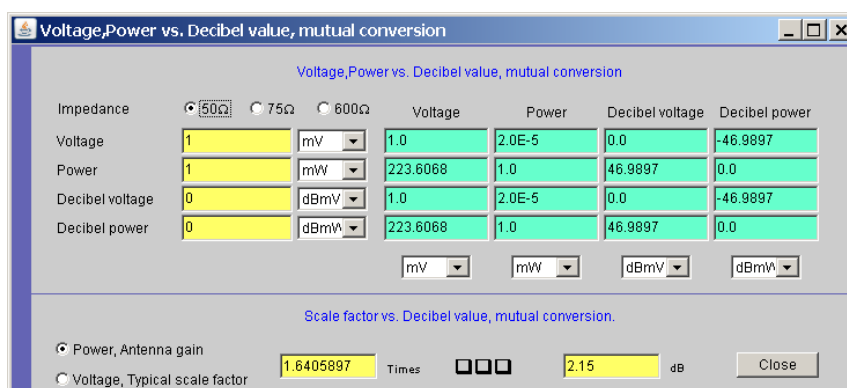 Voltage,Power vs. Decibel value, mutual conversion
Voltage,Power vs. Decibel value, mutual conversion
Impedance 50Ω 75Ω 600Ω Voltage Power Decibel voltage Decibel power
Voltage 1 mV 1.0 2.0E-5 0.0 -46.9897
Power 1 mW 223.6068 1.0 46.9897 0.0
Decibel voltage 0 dBmV 1.0 2.0E-5 0.0 -46.9897
Decibel power 0 dBmW 223.6068 1.0 46.9897 0.0
mV mW dBmV dBmW
Scale factor vs. Decibel value, mutual conversion.
Power, Antenna gain
1.6405897 Times 2.15 dB Close
Voltage, Typical scale factor